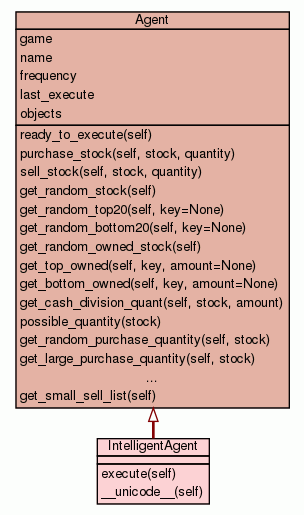 Agent
game
name
frequency
last_execute
objects
ready_to_execute(self)
purchase_stock(self, stock, quantity)
sell_stock(self, stock, quantity)
get_random_stock(self)
get_random_top20(self, key=None)
get_random_bottom20(self, key=None)
get_random_owned_stock(self)
get_top_owned(self, key, amount=None)
get_bottom_owned(self, key, amount=None)
get_cash_division_quant(self, stock, amount)
possible_quantity(stock)
get_random_purchase_quantity(self, stock)
get_large_purchase_quantity(self, stock)
...
get_small_sell_list(self)
IntelligentAgent
execute(self)
__unicode__(self)